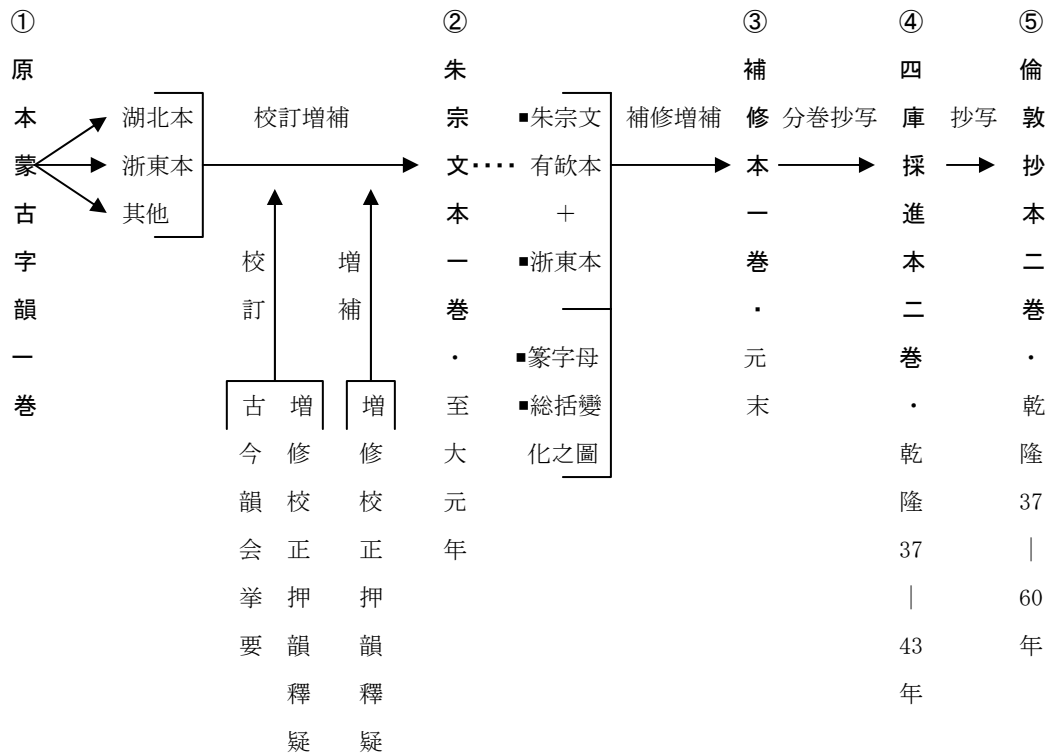 ①
原本蒙古字韻一巻
湖北本
浙東本
其他
校訂増補
校訂
増補
古今韻会挙要
増修校正押韻釋疑
増修校正押韻釋疑
②
朱宗文本一巻・至大元年
■朱宗文
有欠本
+
■浙東本
■篆字母
■総括變
化之圖
補修増補
③
補修本一巻・元末
分巻抄写
④
四庫採進本二巻・乾隆37|43年
抄写
⑤
倫敦抄本二巻・乾隆37|60年